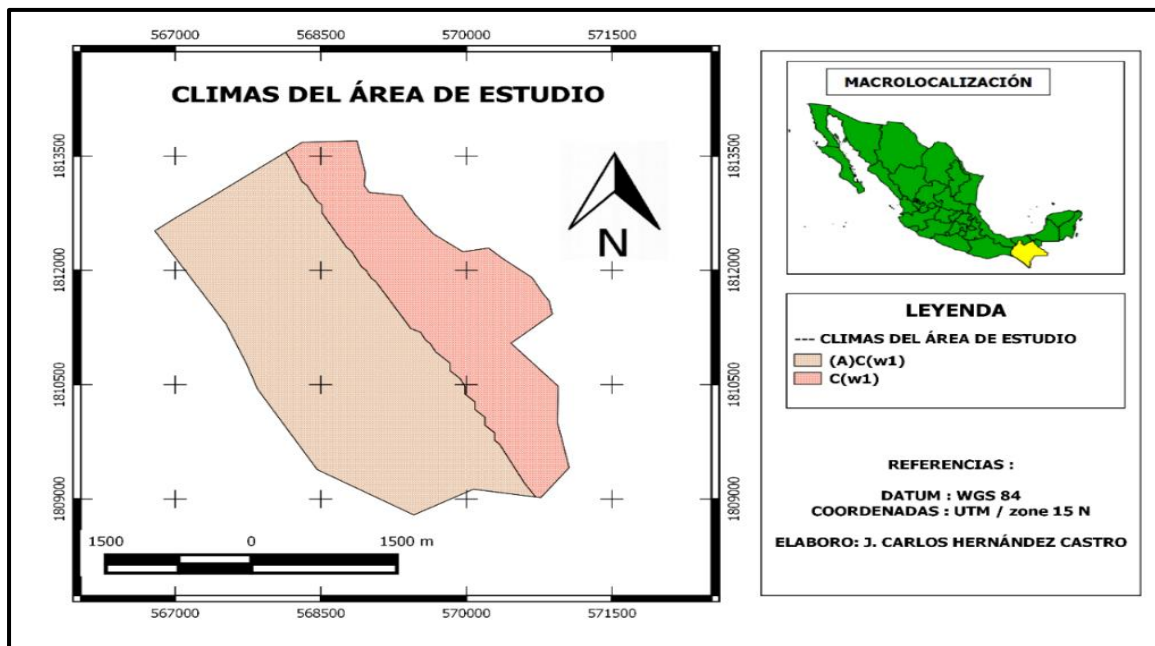 567000 568500 570000 571500
CLIMAS DEL ÁREA DE ESTUDIO
1813500 1813500
1812000 1812000
1810500 1810500
1809000 1809000
N
1500 0 1500 m
567000 568500 570000 571500
MACROLOCALIZACIÓN
LEYENDA
--- CLIMAS DEL ÁREA DE ESTUDIO
(A)C(w1)
C(w1)
REFERENCIAS :
DATUM : WGS 84
COORDENADAS : UTM / zone 15 N
ELABORO: J. CARLOS HERNÁNDEZ CASTRO